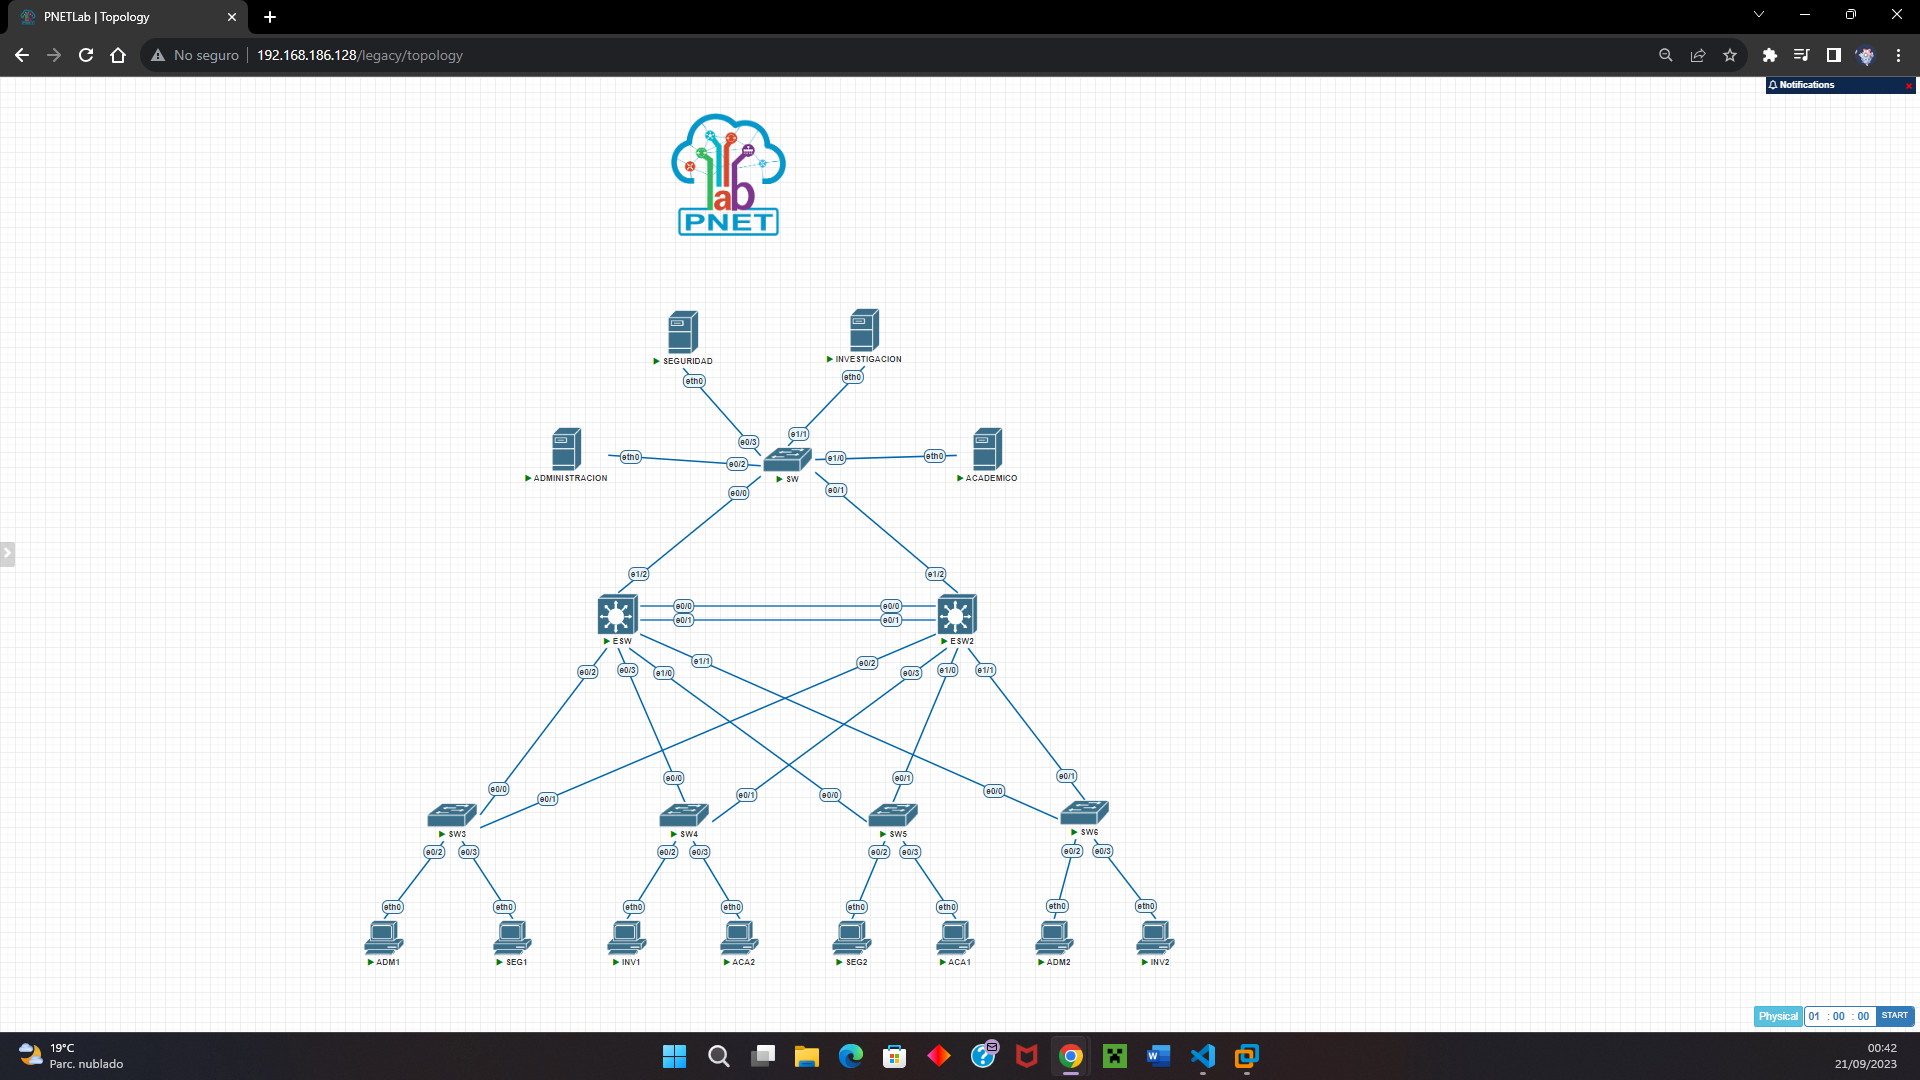 PNETLab | Topology
No seguro
192.168.186.128/legacy/topology
Notifications
lab
PNET
SEGURIDAD
INVESTIGACION
eth0
eth0
e0/3
e1/1
eth0
e0/2
e1/0
eth0
ADMINISTRACION
SW
ACADEMICO
e0/0
e0/1
e1/2
e1/2
e0/0
e0/0
e0/1
e0/1
ESW
ESW2
e0/2
e0/3
e1/0
e1/1
e0/2
e0/3
e1/0
e1/1
e0/0
e0/1
e0/0
e0/1
e0/0
e0/1
e0/0
e0/1
SW3
SW4
SW5
SW6
e0/2
e0/3
e0/2
e0/3
e0/2
e0/3
e0/2
e0/3
eth0
eth0
eth0
eth0
eth0
eth0
eth0
eth0
ADM1
SEG1
INV1
ACA2
SEG2
ACA1
ADM2
INV2
Physical
01 : 00 : 00
START
19°C
Parc. nublado
00:42
21/09/2023